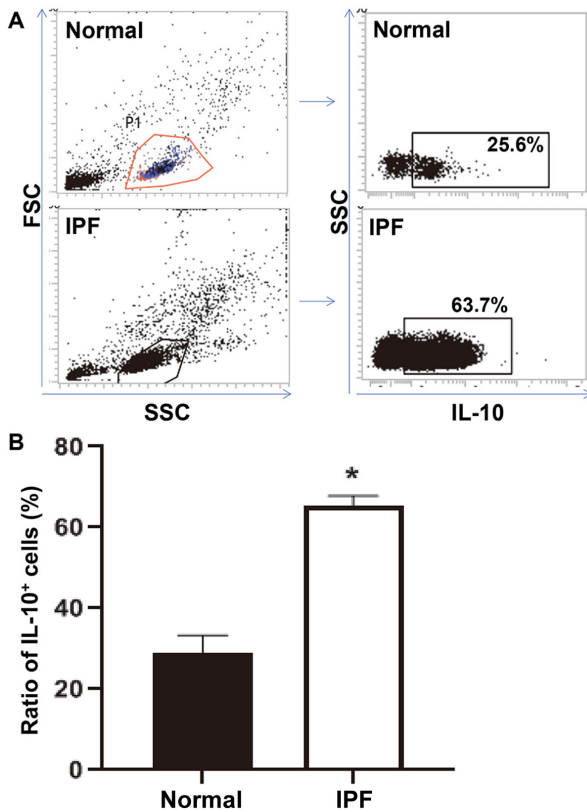 A
Normal
P1
FSC
IPF
SSC
Normal
25.6%
SSC
IPF
63.7%
IL-10
B
80
60
40
20
0
Ratio of IL-10⁺ cells (%)
*
Normal
IPF